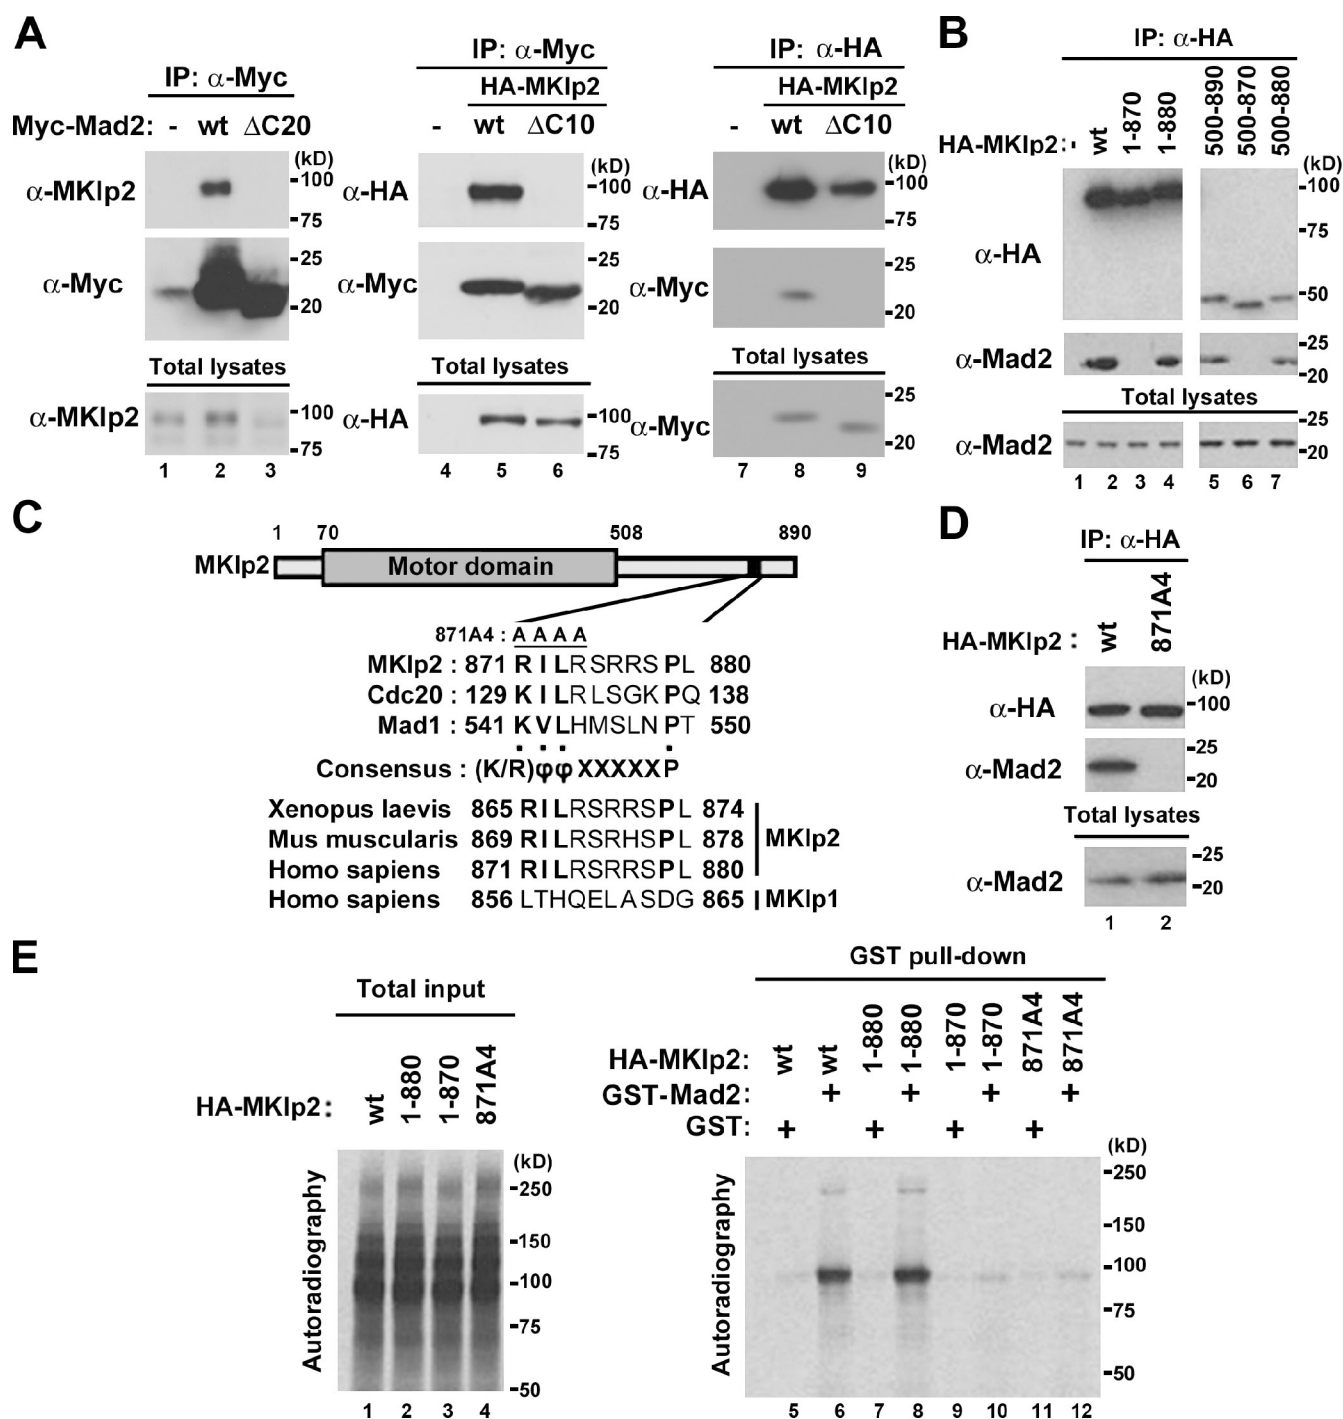 A
IP: α-Myc
Myc-Mad2: - wt ΔC20
(kD)
α-MKlp2
100
75
α-Myc
25
20
Total lysates
α-MKlp2
100
75
1 2 3
IP: α-Myc
HA-MKlp2
- wt ΔC10
(kD)
α-HA
100
75
α-Myc
25
20
Total lysates
α-HA
100
75
4 5 6
IP: α-HA
HA-MKlp2
- wt ΔC10
(kD)
α-HA
100
75
α-Myc
25
20
Total lysates
α-Myc
25
20
7 8 9
B
IP: α-HA
HA-MKlp2: - wt 1-870 1-880 500-890 500-870 500-880
(kD)
α-HA
100
75
50
α-Mad2
25
20
Total lysates
α-Mad2
25
20
1 2 3 4 5 6 7
C
1 70 508 890
MKlp2 Motor domain
871A4 : A A A A
MKlp2 : 871 RILRSRRSPL 880
Cdc20 : 129 KILRLSGKPQ 138
Mad1 : 541 KVLHMSLNPT 550
Consensus : (K/R)φφXXXXXP
Xenopus laevis 865 RILRSRRSPL 874
Mus muscularis 869 RILRSRHSPL 878 MKlp2
Homo sapiens 871 RILRSRRSPL 880
Homo sapiens 856 LTHQELASDG 865 MKlp1
D
IP: α-HA
HA-MKlp2 : wt 871A4
(kD)
α-HA
100
α-Mad2
25
20
Total lysates
α-Mad2
25
20
1 2
E
Total input
HA-MKlp2: wt 1-880 1-870 871A4
(kD)
Autoradiography
250
150
100
75
50
1 2 3 4
GST pull-down
HA-MKlp2: wt wt 1-880 1-880 1-870 1-870 871A4 871A4
GST-Mad2: + + + +
GST: + + + +
(kD)
Autoradiography
250
150
100
75
50
5 6 7 8 9 10 11 12